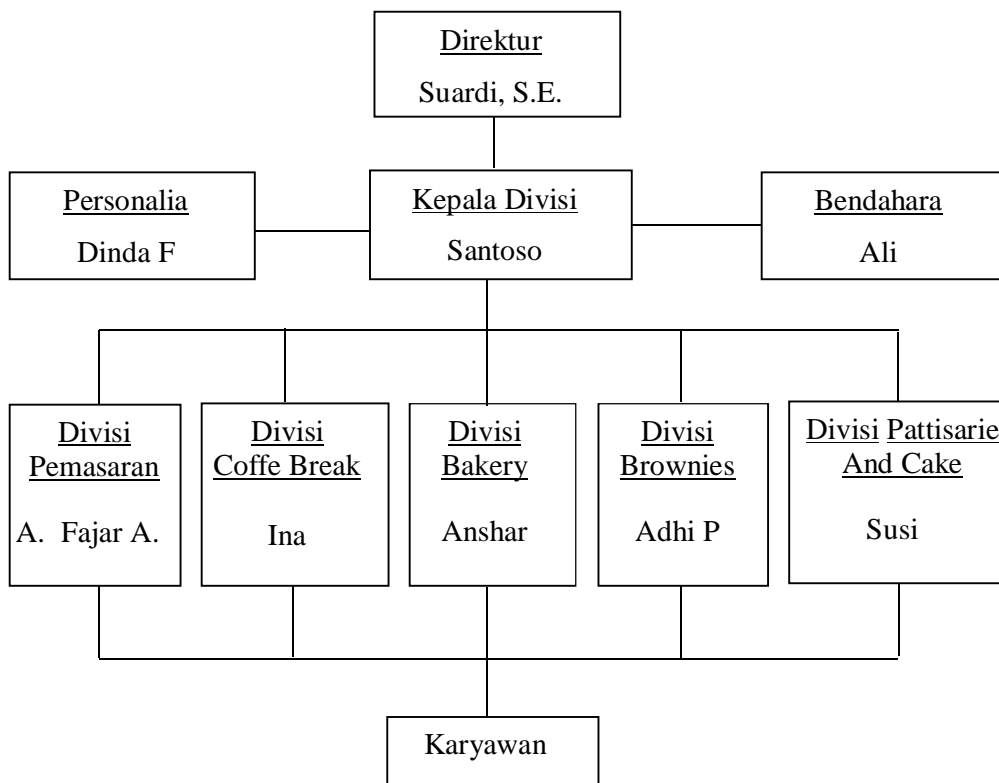 Direktur
Suardi, S.E.
Personalia
Dinda F
Kepala Divisi
Santoso
Bendahara
Ali
Divisi
Pemasaran
A. Fajar A.
Divisi
Coffe Break
Ina
Divisi
Bakery
Anshar
Divisi
Brownies
Adhi P
Divisi Pattisarie
And Cake
Susi
Karyawan